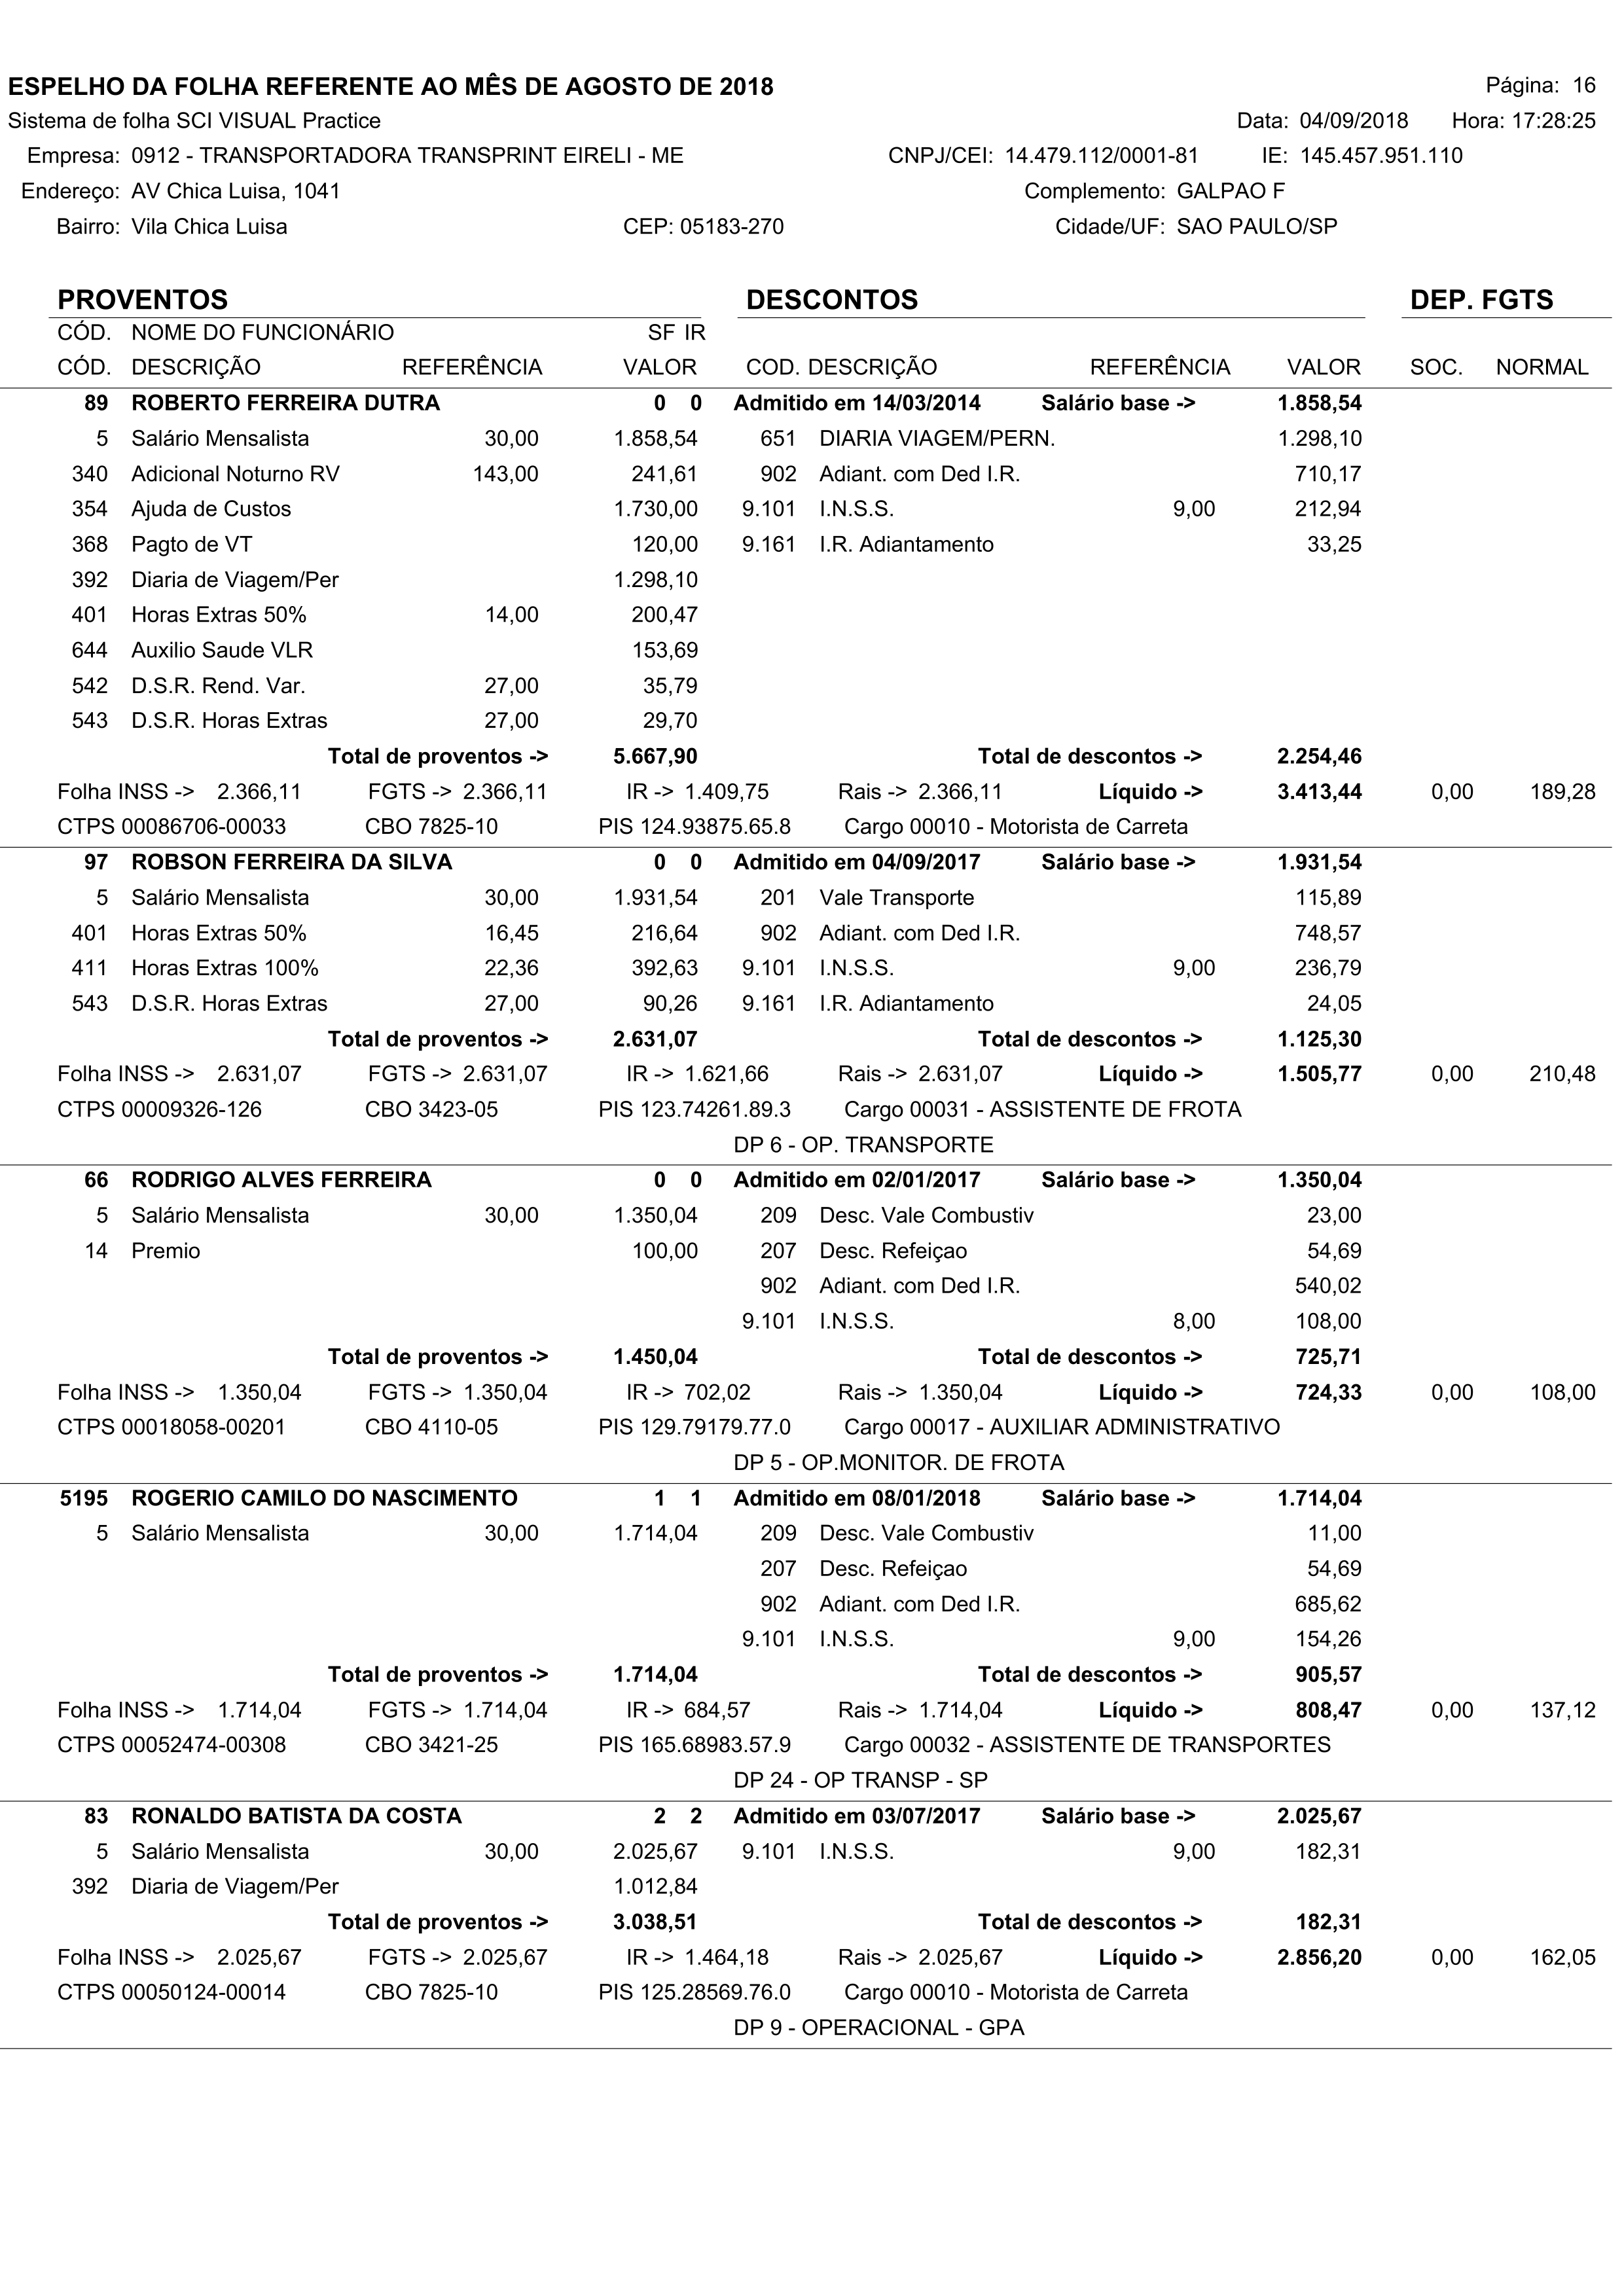 ESPELHO DA FOLHA REFERENTE AO MÊS DE AGOSTO DE 2018 Página: 16
Sistema de folha SCI VISUAL Practice Data: 04/09/2018 Hora: 17:28:25
Empresa: 0912 - TRANSPORTADORA TRANSPRINT EIRELI - ME CNPJ/CEI: 14.479.112/0001-81 IE: 145.457.951.110
Endereço: AV Chica Luisa, 1041 Complemento: GALPAO F
Bairro: Vila Chica Luisa CEP: 05183-270 Cidade/UF: SAO PAULO/SP
PROVENTOS DESCONTOS DEP. FGTS
CÓD. NOME DO FUNCIONÁRIO SF IR
CÓD. DESCRIÇÃO REFERÊNCIA VALOR COD. DESCRIÇÃO REFERÊNCIA VALOR SOC. NORMAL
89 ROBERTO FERREIRA DUTRA 0 0 Admitido em 14/03/2014 Salário base -> 1.858,54
5 Salário Mensalista 30,00 1.858,54 651 DIARIA VIAGEM/PERN. 1.298,10
340 Adicional Noturno RV 143,00 241,61 902 Adiant. com Ded I.R. 710,17
354 Ajuda de Custos 1.730,00 9.101 I.N.S.S. 9,00 212,94
368 Pagto de VT 120,00 9.161 I.R. Adiantamento 33,25
392 Diaria de Viagem/Per 1.298,10
401 Horas Extras 50% 14,00 200,47
644 Auxilio Saude VLR 153,69
542 D.S.R. Rend. Var. 27,00 35,79
543 D.S.R. Horas Extras 27,00 29,70
Total de proventos -> 5.667,90 Total de descontos -> 2.254,46
Folha INSS -> 2.366,11 FGTS -> 2.366,11 IR -> 1.409,75 Rais -> 2.366,11 Líquido -> 3.413,44 0,00 189,28
CTPS 00086706-00033 CBO 7825-10 PIS 124.93875.65.8 Cargo 00010 - Motorista de Carreta
97 ROBSON FERREIRA DA SILVA 0 0 Admitido em 04/09/2017 Salário base -> 1.931,54
5 Salário Mensalista 30,00 1.931,54 201 Vale Transporte 115,89
401 Horas Extras 50% 16,45 216,64 902 Adiant. com Ded I.R. 748,57
411 Horas Extras 100% 22,36 392,63 9.101 I.N.S.S. 9,00 236,79
543 D.S.R. Horas Extras 27,00 90,26 9.161 I.R. Adiantamento 24,05
Total de proventos -> 2.631,07 Total de descontos -> 1.125,30
Folha INSS -> 2.631,07 FGTS -> 2.631,07 IR -> 1.621,66 Rais -> 2.631,07 Líquido -> 1.505,77 0,00 210,48
CTPS 00009326-126 CBO 3423-05 PIS 123.74261.89.3 Cargo 00031 - ASSISTENTE DE FROTA
DP 6 - OP. TRANSPORTE
66 RODRIGO ALVES FERREIRA 0 0 Admitido em 02/01/2017 Salário base -> 1.350,04
5 Salário Mensalista 30,00 1.350,04 209 Desc. Vale Combustiv 23,00
14 Premio 100,00 207 Desc. Refeiçao 54,69
902 Adiant. com Ded I.R. 540,02
9.101 I.N.S.S. 8,00 108,00
Total de proventos -> 1.450,04 Total de descontos -> 725,71
Folha INSS -> 1.350,04 FGTS -> 1.350,04 IR -> 702,02 Rais -> 1.350,04 Líquido -> 724,33 0,00 108,00
CTPS 00018058-00201 CBO 4110-05 PIS 129.79179.77.0 Cargo 00017 - AUXILIAR ADMINISTRATIVO
DP 5 - OP.MONITOR. DE FROTA
5195 ROGERIO CAMILO DO NASCIMENTO 1 1 Admitido em 08/01/2018 Salário base -> 1.714,04
5 Salário Mensalista 30,00 1.714,04 209 Desc. Vale Combustiv 11,00
207 Desc. Refeiçao 54,69
902 Adiant. com Ded I.R. 685,62
9.101 I.N.S.S. 9,00 154,26
Total de proventos -> 1.714,04 Total de descontos -> 905,57
Folha INSS -> 1.714,04 FGTS -> 1.714,04 IR -> 684,57 Rais -> 1.714,04 Líquido -> 808,47 0,00 137,12
CTPS 00052474-00308 CBO 3421-25 PIS 165.68983.57.9 Cargo 00032 - ASSISTENTE DE TRANSPORTES
DP 24 - OP TRANSP - SP
83 RONALDO BATISTA DA COSTA 2 2 Admitido em 03/07/2017 Salário base -> 2.025,67
5 Salário Mensalista 30,00 2.025,67 9.101 I.N.S.S. 9,00 182,31
392 Diaria de Viagem/Per 1.012,84
Total de proventos -> 3.038,51 Total de descontos -> 182,31
Folha INSS -> 2.025,67 FGTS -> 2.025,67 IR -> 1.464,18 Rais -> 2.025,67 Líquido -> 2.856,20 0,00 162,05
CTPS 00050124-00014 CBO 7825-10 PIS 125.28569.76.0 Cargo 00010 - Motorista de Carreta
DP 9 - OPERACIONAL - GPA